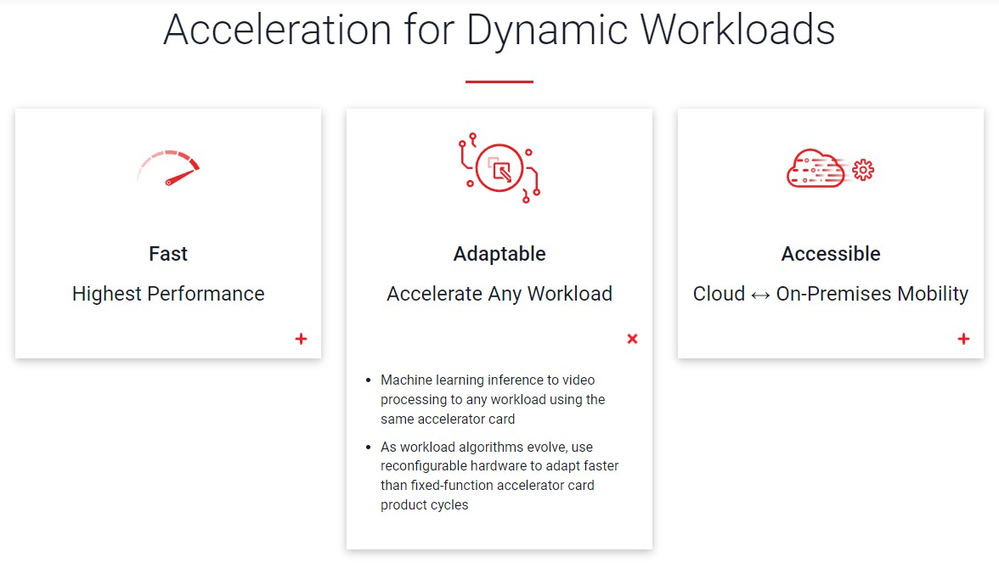 Acceleration for Dynamic Workloads
Fast
Highest Performance
Adaptable
Accelerate Any Workload
• Machine learning inference to video
processing to any workload using the
same accelerator card
• As workload algorithms evolve, use
reconfigurable hardware to adapt faster
than fixed-function accelerator card
product cycles
Accessible
Cloud ↔ On-Premises Mobility